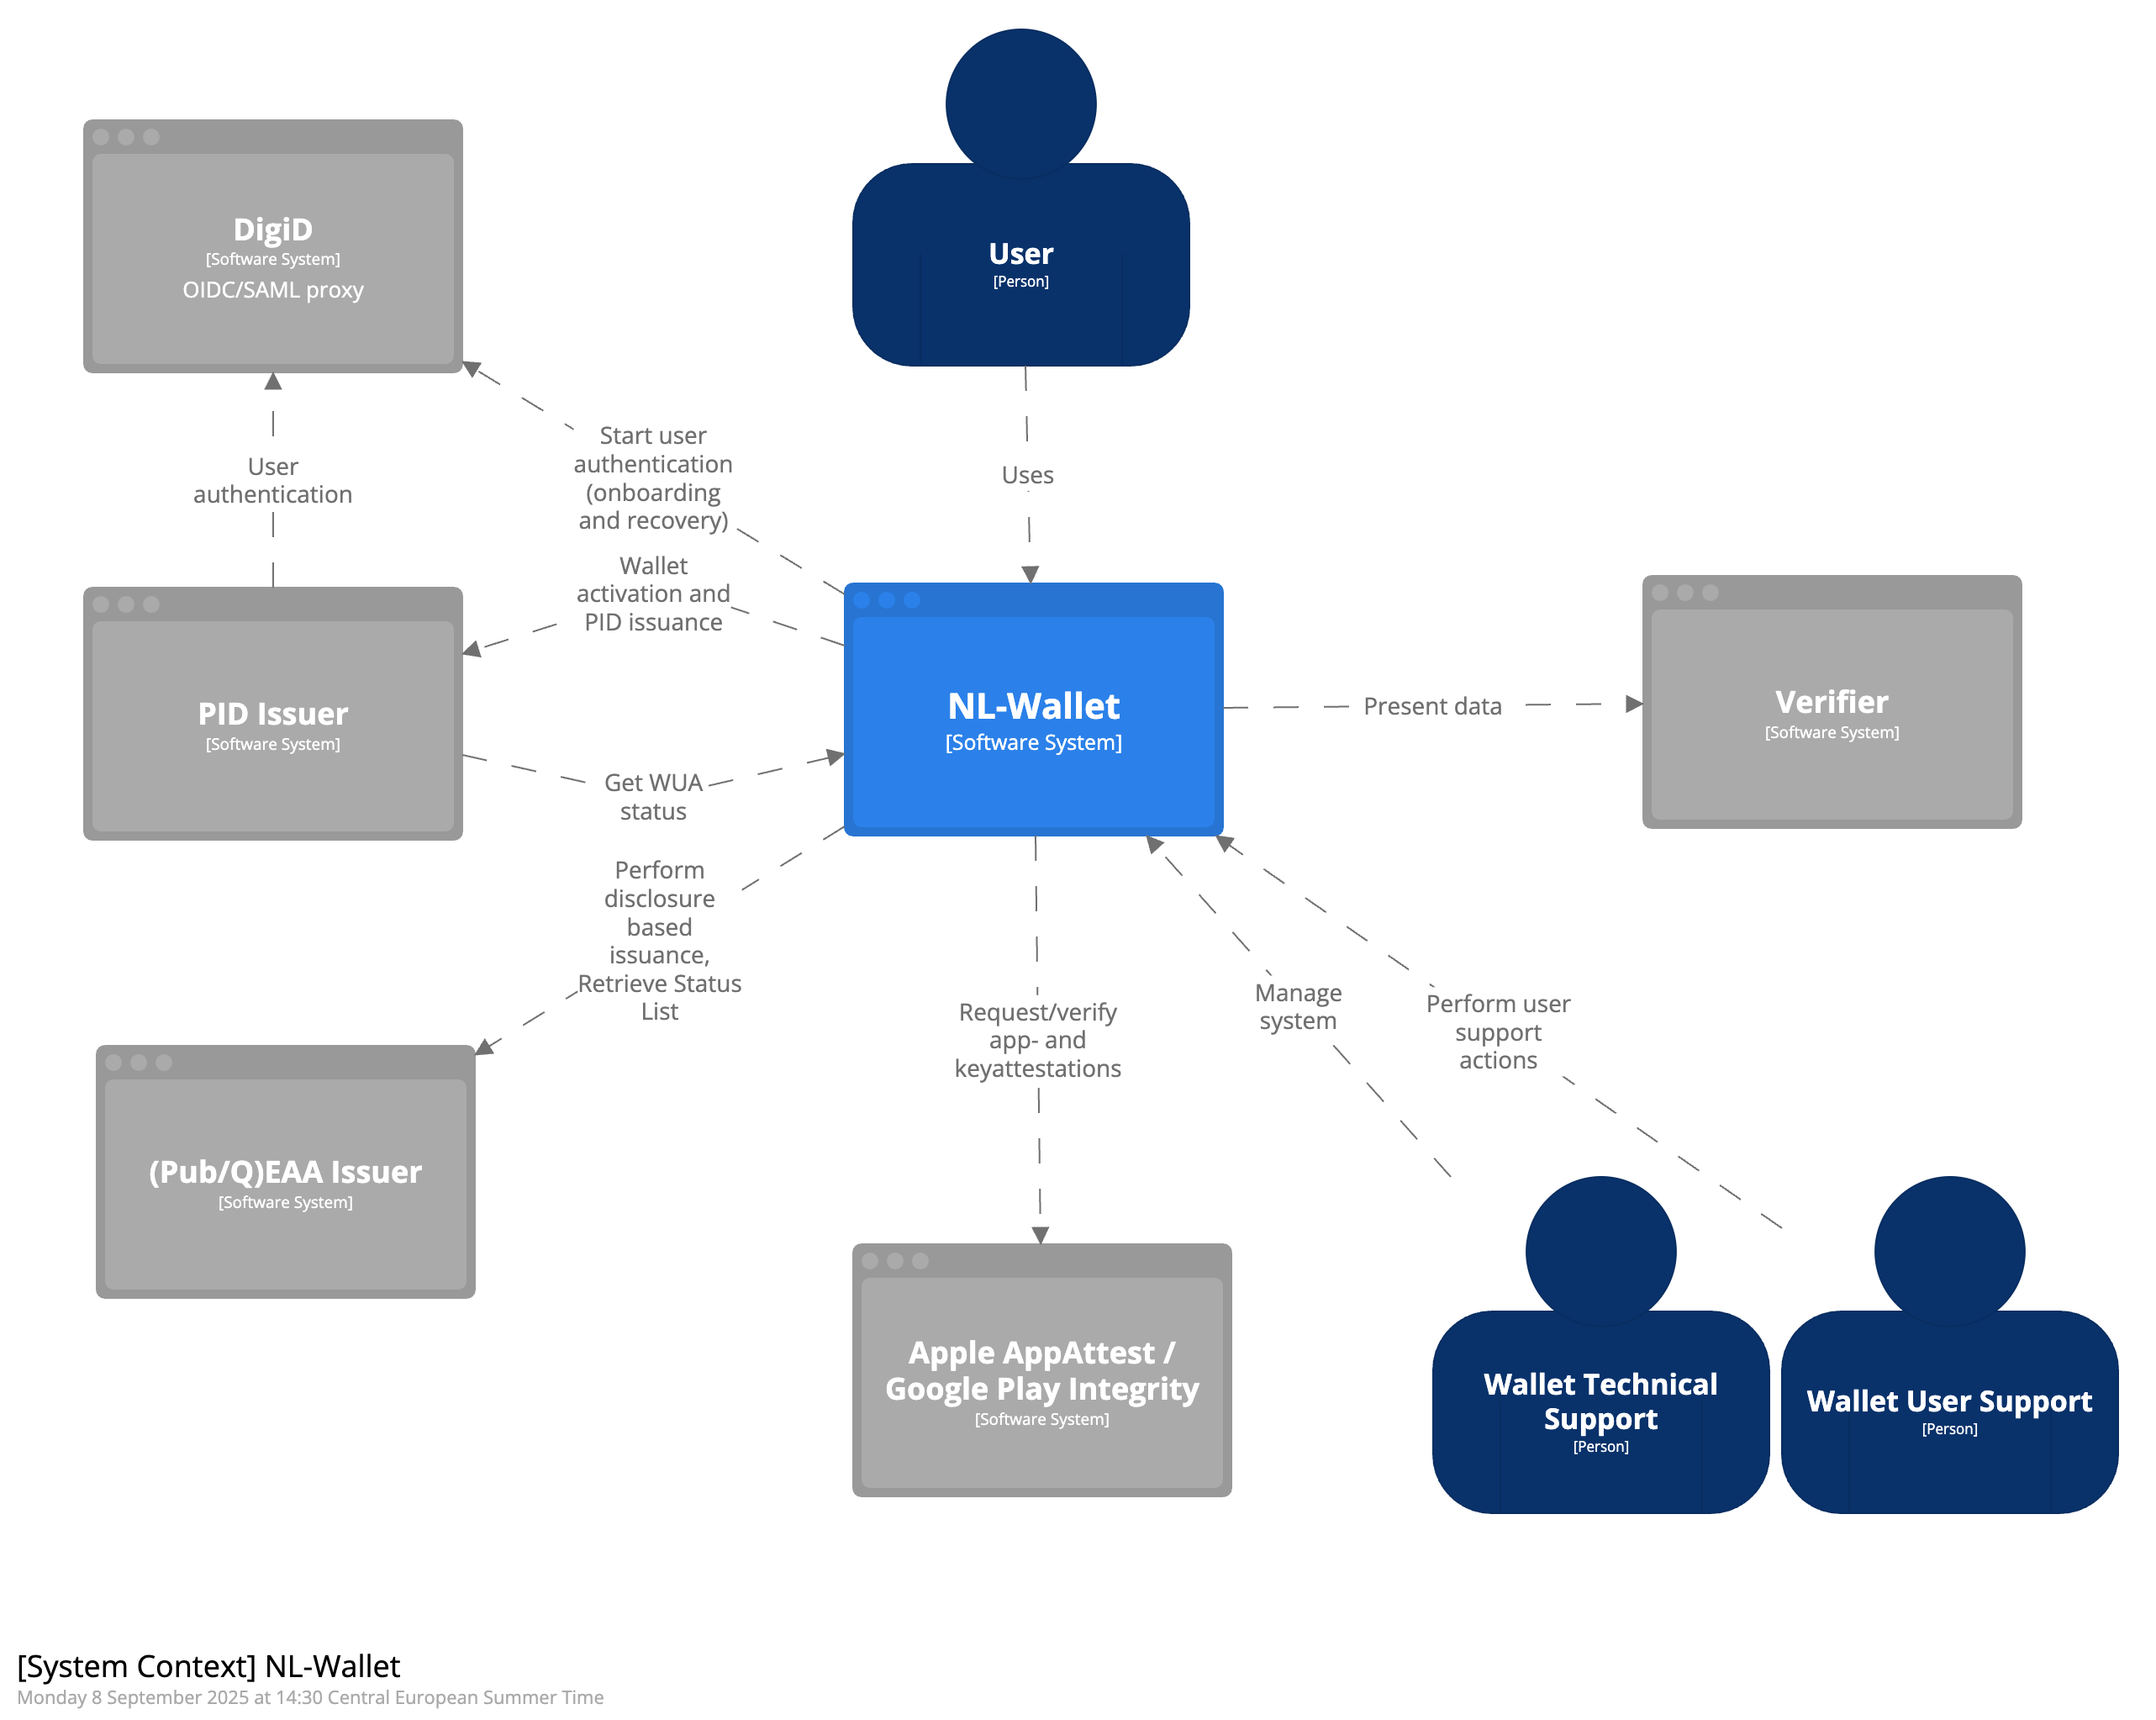 DigiD
[Software System]
OIDC/SAML proxy
User
[Person]
Start user
authentication
(onboarding
and recovery)
User
authentication
Uses
Wallet
activation and
PID issuance
PID Issuer
[Software System]
NL-Wallet
[Software System]
Present data
Verifier
[Software System]
Get WUA
status
Perform
disclosure
based
issuance,
Retrieve Status
List
Request/verify
app- and
keyattestations
Manage
system
Perform user
support
actions
(Pub/Q)EAA Issuer
[Software System]
Apple AppAttest /
Google Play Integrity
[Software System]
Wallet Technical
Support
[Person]
Wallet User Support
[Person]
[System Context] NL-Wallet
Monday 8 September 2025 at 14:30 Central European Summer Time